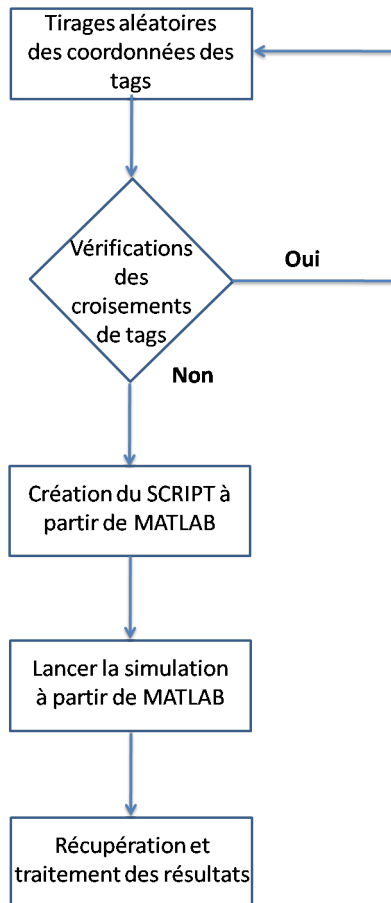 Tirages aléatoires
des coordonnées des
tags
Vérifications
des
croisements
de tags
Oui
Non
Création du SCRIPT à
partir de MATLAB
Lancer la simulation
à partir de MATLAB
Récupération et
traitement des résultats